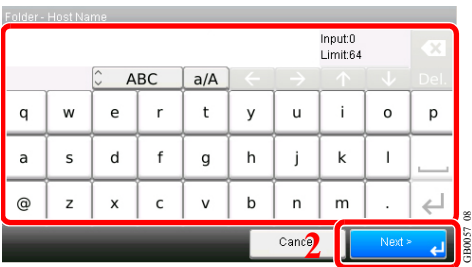 Folder - Host Name
Input:0
Limit:64
ABC a/A ← → ↑ ↓ Del.
q w e r t y u i o p
a s d f g h j k l
@ z x c v b n m .
2 Cancel Next >
GB0057_08